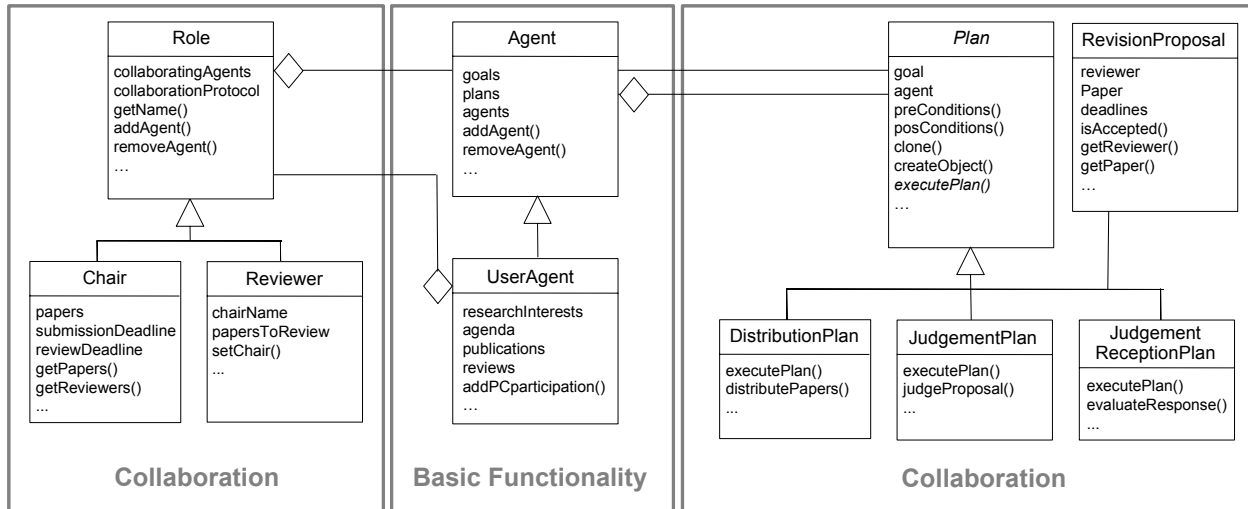 Role
collaboratingAgents
collaborationProtocol
getName()
addAgent()
removeAgent()
…
Chair
papers
submissionDeadline
reviewDeadline
getPapers()
getReviewers()
...
Reviewer
chairName
papersToReview
setChair()
...
Collaboration
Agent
goals
plans
agents
addAgent()
removeAgent()
…
UserAgent
researchInterests
agenda
publications
reviews
addPCparticipation()
…
Basic Functionality
Plan
goal
agent
preConditions()
posConditions()
clone()
createObject()
executePlan()
…
RevisionProposal
reviewer
Paper
deadlines
isAccepted()
getReviewer()
getPaper()
…
DistributionPlan
executePlan()
distributePapers()
...
JudgementPlan
executePlan()
judgeProposal()
...
Judgement
ReceptionPlan
executePlan()
evaluateResponse()
...
Collaboration